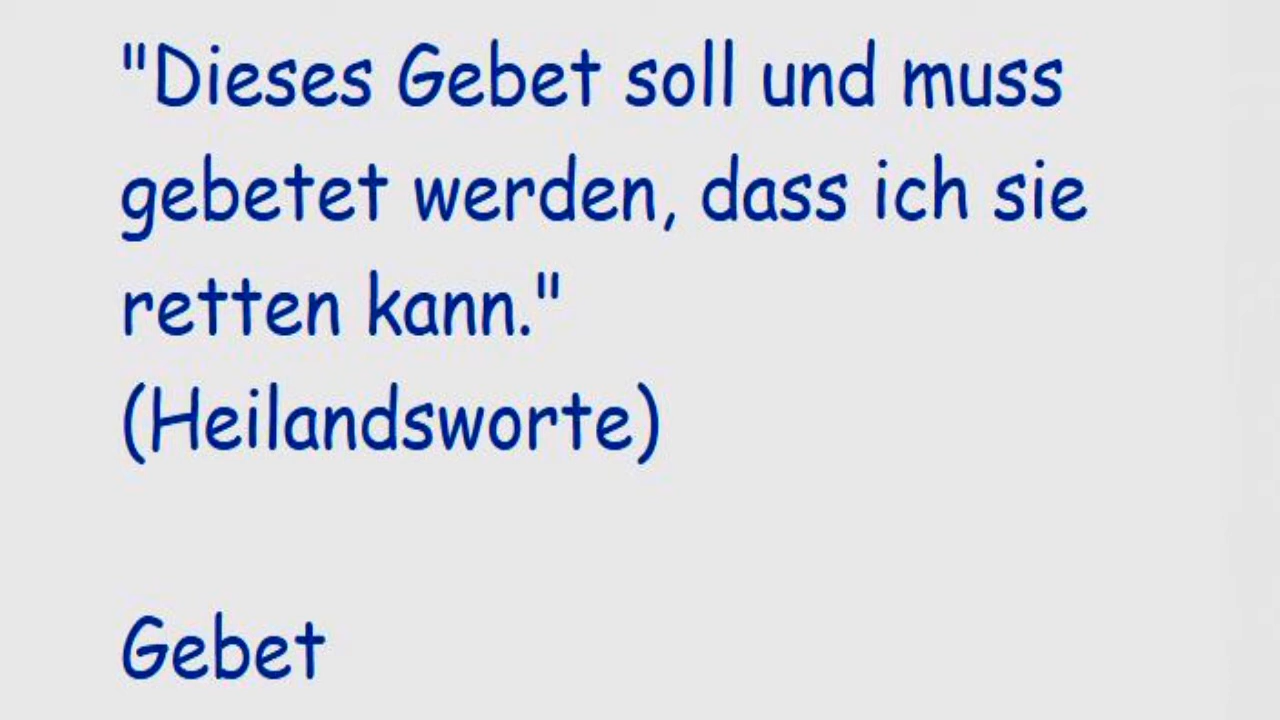 "Dieses Gebet soll und muss
gebetet werden, dass ich sie
retten kann."
(Heilandsworte)
Gebet